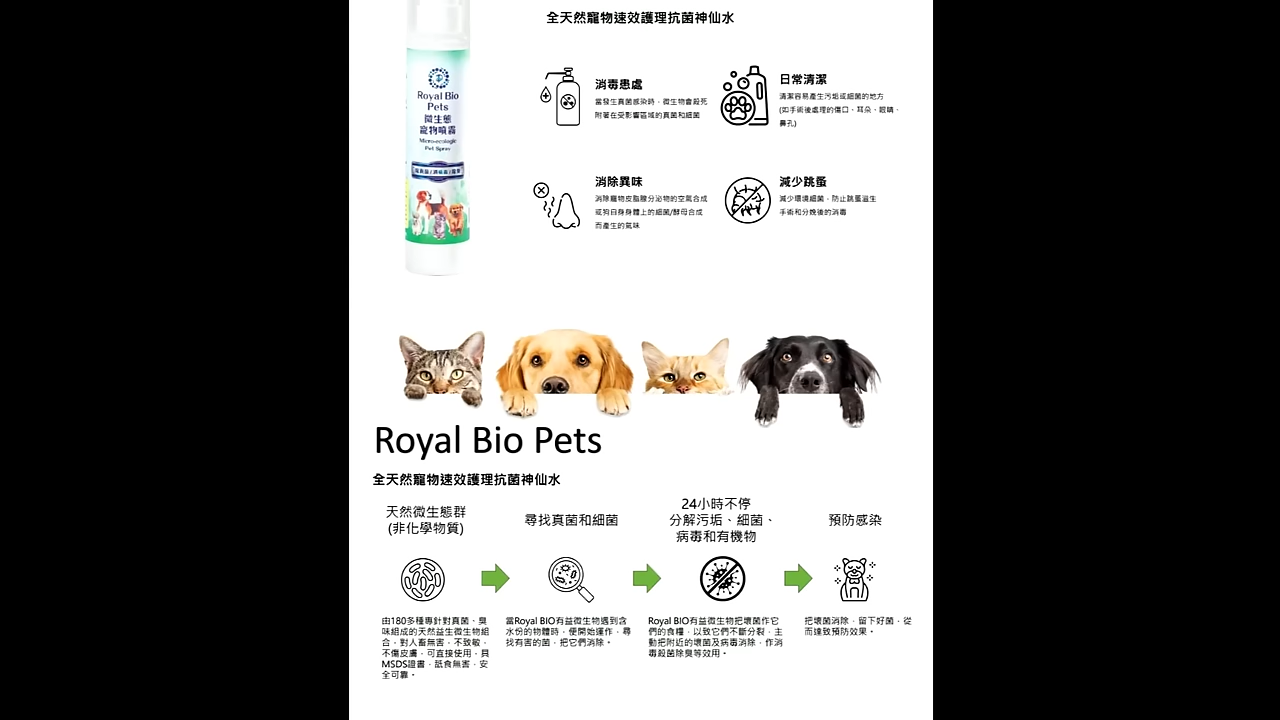 全天然寵物速效護理抗菌神仙水
Royal Bio
Pets
微生態
寵物噴霧
Micro-ecologic
Pet Spray
消毒患處
當發生真菌感染時，微生物會殺死
附著在受影響區域的真菌和細菌
日常清潔
清潔容易產生污垢或細菌的地方
(如手術後處理的傷口、耳朵、眼睛、
鼻孔)
消除異味
消除寵物皮脂腺分泌物的空氣合成
或狗自身身體上的細菌/酵母合成
而產生的氣味
減少跳蚤
減少環境細菌，防止跳蚤滋生
手術和分娩後的消毒
Royal Bio Pets
全天然寵物速效護理抗菌神仙水
天然微生態群
(非化學物質)
尋找真菌和細菌
24小時不停
分解污垢、細菌、
病毒和有機物
預防感染
由180多種專針對真菌、臭
味組成的天然益生微生物組
合，對人畜無害，不致敏，
不傷皮膚，可直接使用，具
MSDS證書，舐食無害，安
全可靠。
當Royal BIO有益微生物遇到含
水份的物體時，便開始運作，尋
找有害的菌，把它們消除。
Royal BIO有益微生物把壞菌作它
們的食糧，以致它們不斷分裂，主
動把附近的壞菌及病毒消除，作消
毒殺菌除臭等效用。
把壞菌消除，留下好菌，從
而達致預防效果。